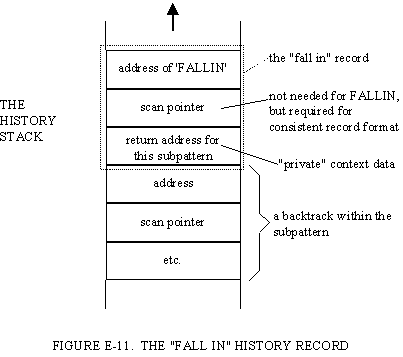 the "fall in" record
address of 'FALLIN'
THE
HISTORY
STACK
scan pointer
not needed for FALLIN,
but required for
consistent record format
return address for
this subpattern
"private" context data
address
scan pointer
a backtrack within the
subpattern
etc.
FIGURE E-11. THE "FALL IN" HISTORY RECORD